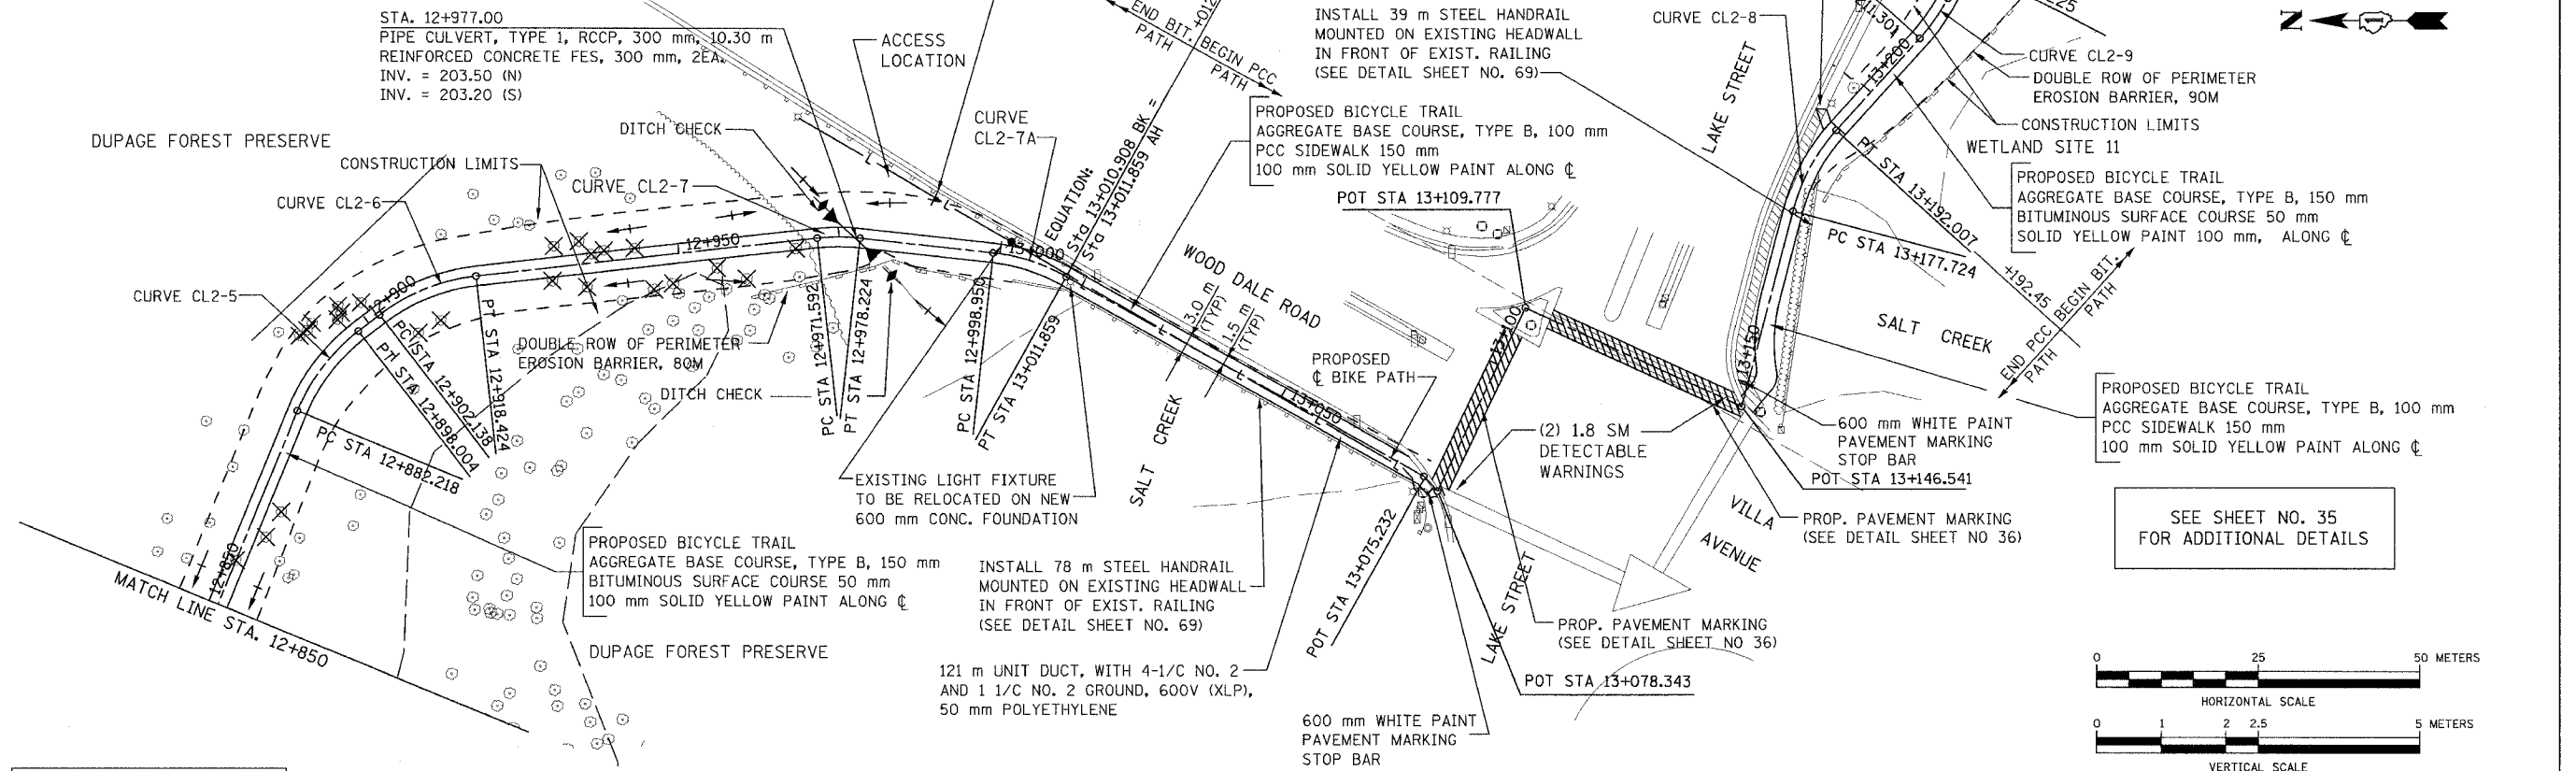 STA. 12+977.00
PIPE CULVERT, TYPE 1, RCCP, 300 mm, 10.30 m
REINFORCED CONCRETE FES, 300 mm, 2EA.
INV. = 203.50 (N)
INV. = 203.20 (S)
ACCESS
LOCATION
END BIT. BEGIN PCC
PATH PATH
INSTALL 39 m STEEL HANDRAIL
MOUNTED ON EXISTING HEADWALL
IN FRONT OF EXIST. RAILING
(SEE DETAIL SHEET NO. 69)
CURVE CL2-8
LAKE STREET
13+200
N
CURVE CL2-9
DOUBLE ROW OF PERIMETER
EROSION BARRIER, 90M
CONSTRUCTION LIMITS
WETLAND SITE 11
DUPAGE FOREST PRESERVE
CONSTRUCTION LIMITS
DITCH CHECK
CURVE CL2-7
CURVE CL2-6
CURVE CL2-5
CURVE
CL2-7A
EQUATION:
Sta 13+010.908 BK =
Sta 13+011.859 AH
PROPOSED BICYCLE TRAIL
AGGREGATE BASE COURSE, TYPE B, 100 mm
PCC SIDEWALK 150 mm
100 mm SOLID YELLOW PAINT ALONG ℄
POT STA 13+109.777
PT STA 13+192.007
PC STA 13+177.724
+192.45
END PCC BEGIN BIT.
PATH PATH
PROPOSED BICYCLE TRAIL
AGGREGATE BASE COURSE, TYPE B, 150 mm
BITUMINOUS SURFACE COURSE 50 mm
SOLID YELLOW PAINT 100 mm, ALONG ℄
12+950
13+000
12+900
WOOD DALE ROAD
3.0 m
(TYP)
1.5 m
(TYP)
13+100
13+150
SALT CREEK
PT STA 12+918.424
PC STA 12+902.138
PT STA 12+898.004
PC STA 12+882.218
DOUBLE ROW OF PERIMETER
EROSION BARRIER, 80M
DITCH CHECK
PC STA 12+971.592
PT STA 12+978.224
PC STA 12+998.950
PT STA 13+011.859
PROPOSED
℄ BIKE PATH
13+050
SALT CREEK
(2) 1.8 SM
DETECTABLE
WARNINGS
600 mm WHITE PAINT
PAVEMENT MARKING
STOP BAR
POT STA 13+146.541
PROPOSED BICYCLE TRAIL
AGGREGATE BASE COURSE, TYPE B, 100 mm
PCC SIDEWALK 150 mm
100 mm SOLID YELLOW PAINT ALONG ℄
EXISTING LIGHT FIXTURE
TO BE RELOCATED ON NEW
600 mm CONC. FOUNDATION
VILLA
AVENUE
PROP. PAVEMENT MARKING
(SEE DETAIL SHEET NO 36)
SEE SHEET NO. 35
FOR ADDITIONAL DETAILS
12+850
MATCH LINE STA. 12+850
PROPOSED BICYCLE TRAIL
AGGREGATE BASE COURSE, TYPE B, 150 mm
BITUMINOUS SURFACE COURSE 50 mm
100 mm SOLID YELLOW PAINT ALONG ℄
DUPAGE FOREST PRESERVE
INSTALL 78 m STEEL HANDRAIL
MOUNTED ON EXISTING HEADWALL
IN FRONT OF EXIST. RAILING
(SEE DETAIL SHEET NO. 69)
POT STA 13+075.232
LAKE STREET
PROP. PAVEMENT MARKING
(SEE DETAIL SHEET NO 36)
POT STA 13+078.343
121 m UNIT DUCT, WITH 4-1/C NO. 2
AND 1 1/C NO. 2 GROUND, 600V (XLP),
50 mm POLYETHYLENE
600 mm WHITE PAINT
PAVEMENT MARKING
STOP BAR
0 25 50 METERS
HORIZONTAL SCALE
0 1 2 2.5 5 METERS
VERTICAL SCALE